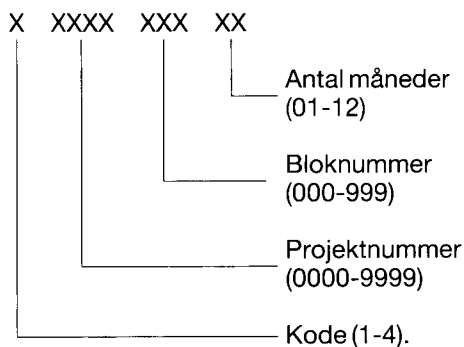 X XXXX XXX XX
Antal måneder
(01-12)
Bloknummer
(000-999)
Projektnummer
(0000-9999)
Kode (1-4).